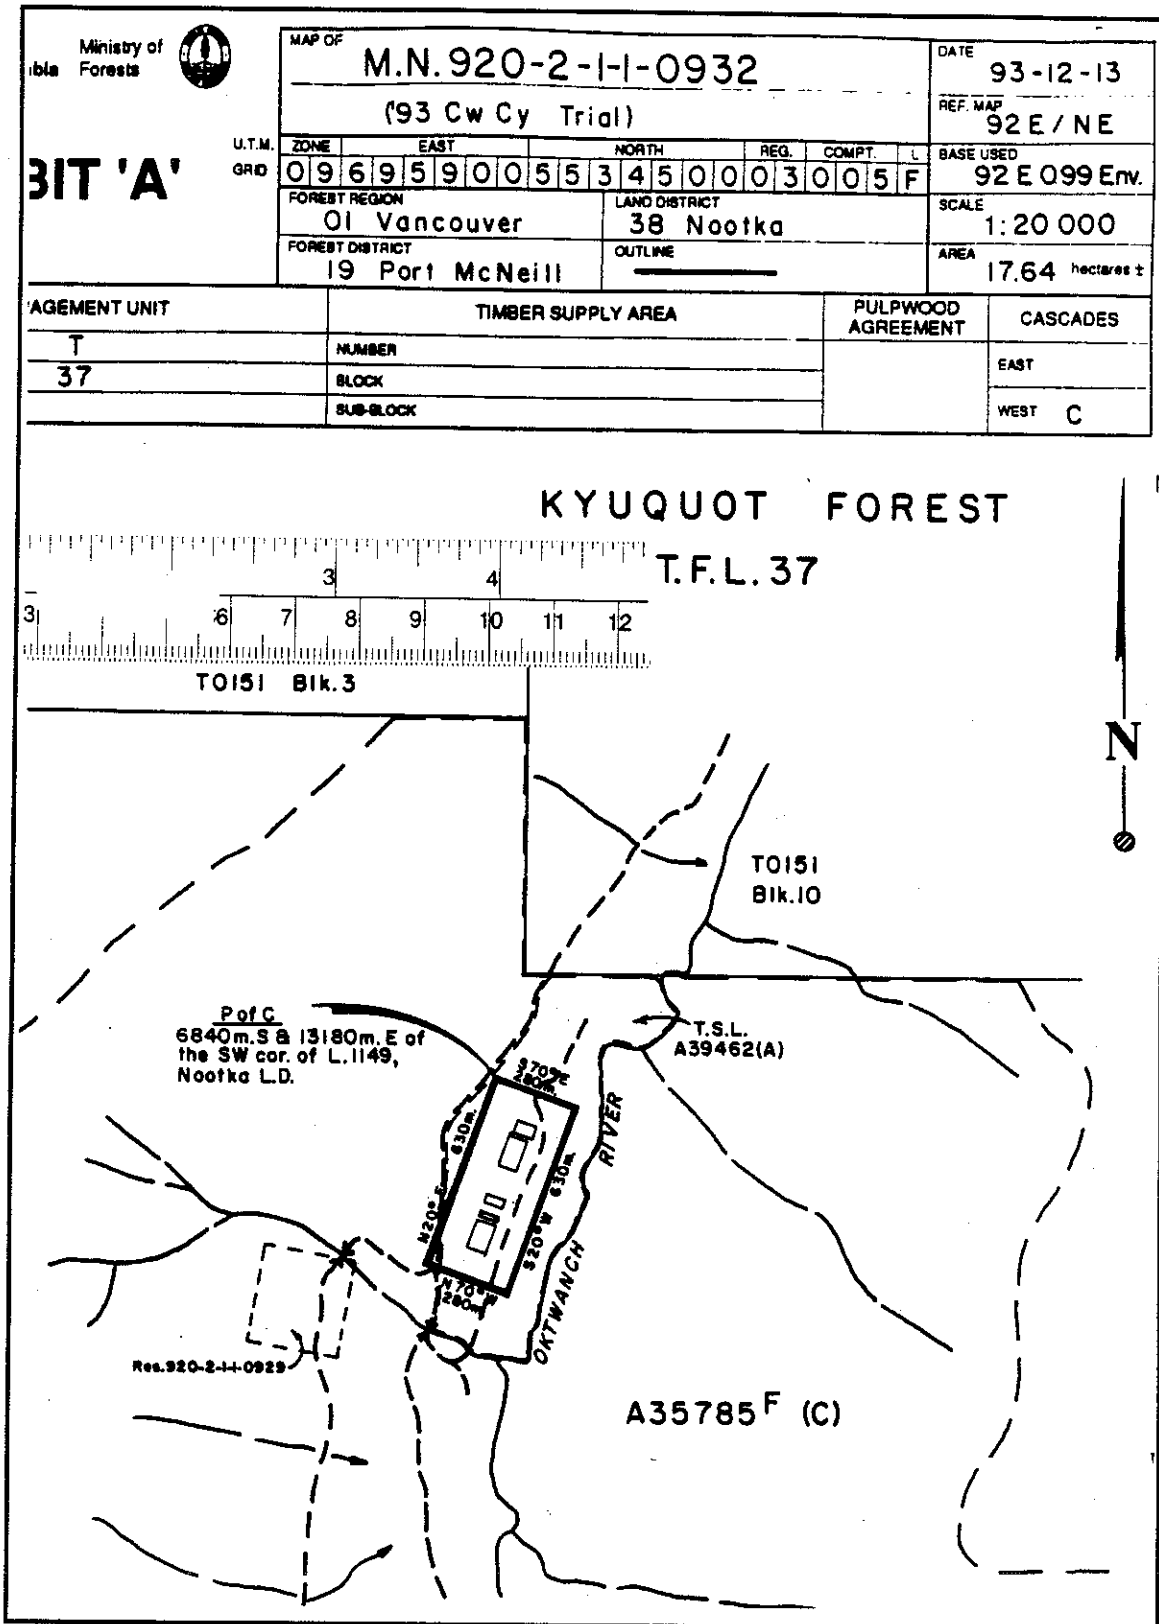 Ministry of
Forests
BIT 'A'
MAP OF
M.N. 920-2-1-1-0932
('93 Cw Cy Trial)
DATE
93-12-13
REF. MAP
92 E / NE
U.T.M.
GRID
ZONE EAST NORTH REG. COMPT. L
0 9 6 9 5 9 0 0 5 5 3 4 5 0 0 0 3 0 0 5 F
BASE USED
92 E 099 Env.
FOREST REGION
01 Vancouver
LAND DISTRICT
38 Nootka
SCALE
1:20 000
FOREST DISTRICT
19 Port McNeill
OUTLINE
AREA
17.64 hectares ±
AGEMENT UNIT
T
37
TIMBER SUPPLY AREA
NUMBER
BLOCK
SUB-BLOCK
PULPWOOD
AGREEMENT
CASCADES
EAST
WEST C
KYUQUOT FOREST
T.F.L. 37
3 4
3 6 7 8 9 10 11 12
T0151 Blk.3
N
T0151
Blk.10
P of C
6840m.S & 13180m.E of
the SW cor. of L.1149,
Nootka L.D.
T.S.L.
A39462(A)
S 70° E
280m.
630m.
N20° E
630m.
S20° W
N 70° W
280m.
OKTWANCH RIVER
Res.920-2-1-1-0929
A35785 F (C)